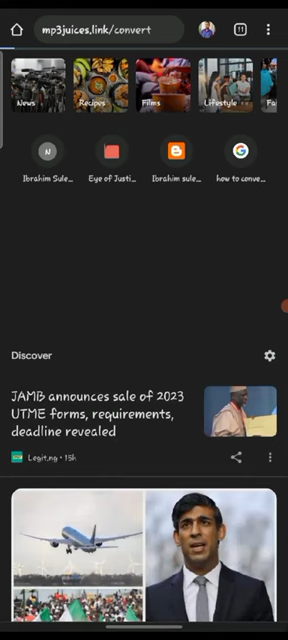 mp3juices.link/convert
11
News
Recipes
Films
Lifestyle
Fa
N
Ibrahim Sule...
Eye of Justi...
Ibrahim sule...
how to conve...
Discover
JAMB announces sale of 2023
UTME forms, requirements,
deadline revealed
Legit.ng • 15h